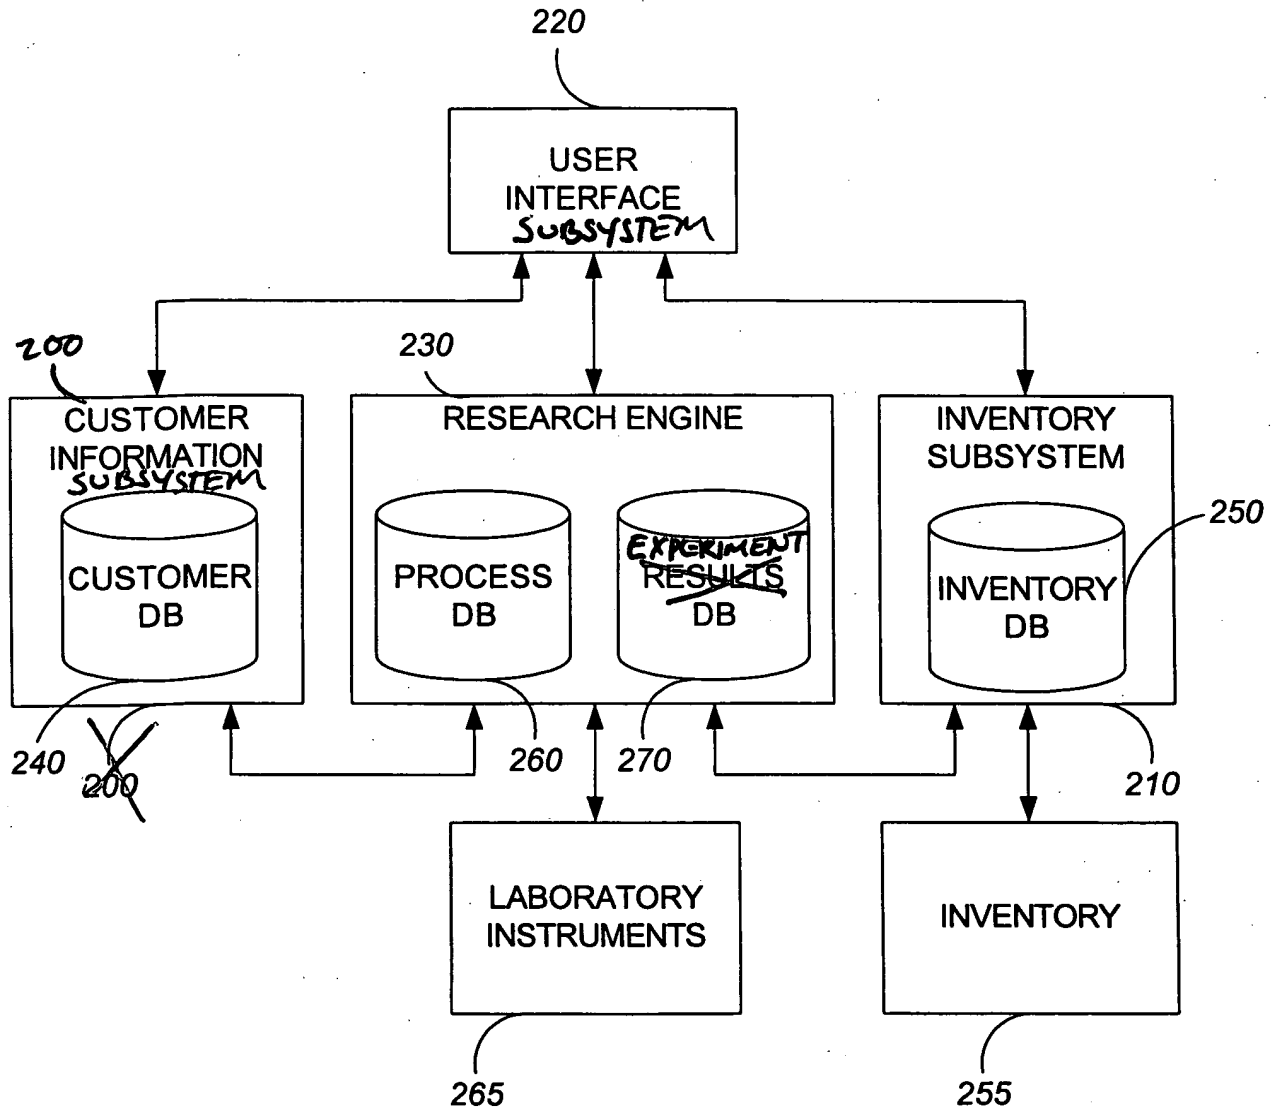 220
USER
INTERFACE
SUBSYSTEM
200
230
CUSTOMER
INFORMATION
SUBSYSTEM
RESEARCH ENGINE
INVENTORY
SUBSYSTEM
250
CUSTOMER
DB
PROCESS
DB
EXPERIMENT
RESULTS
DB
INVENTORY
DB
240
200
260
270
210
LABORATORY
INSTRUMENTS
INVENTORY
265
255